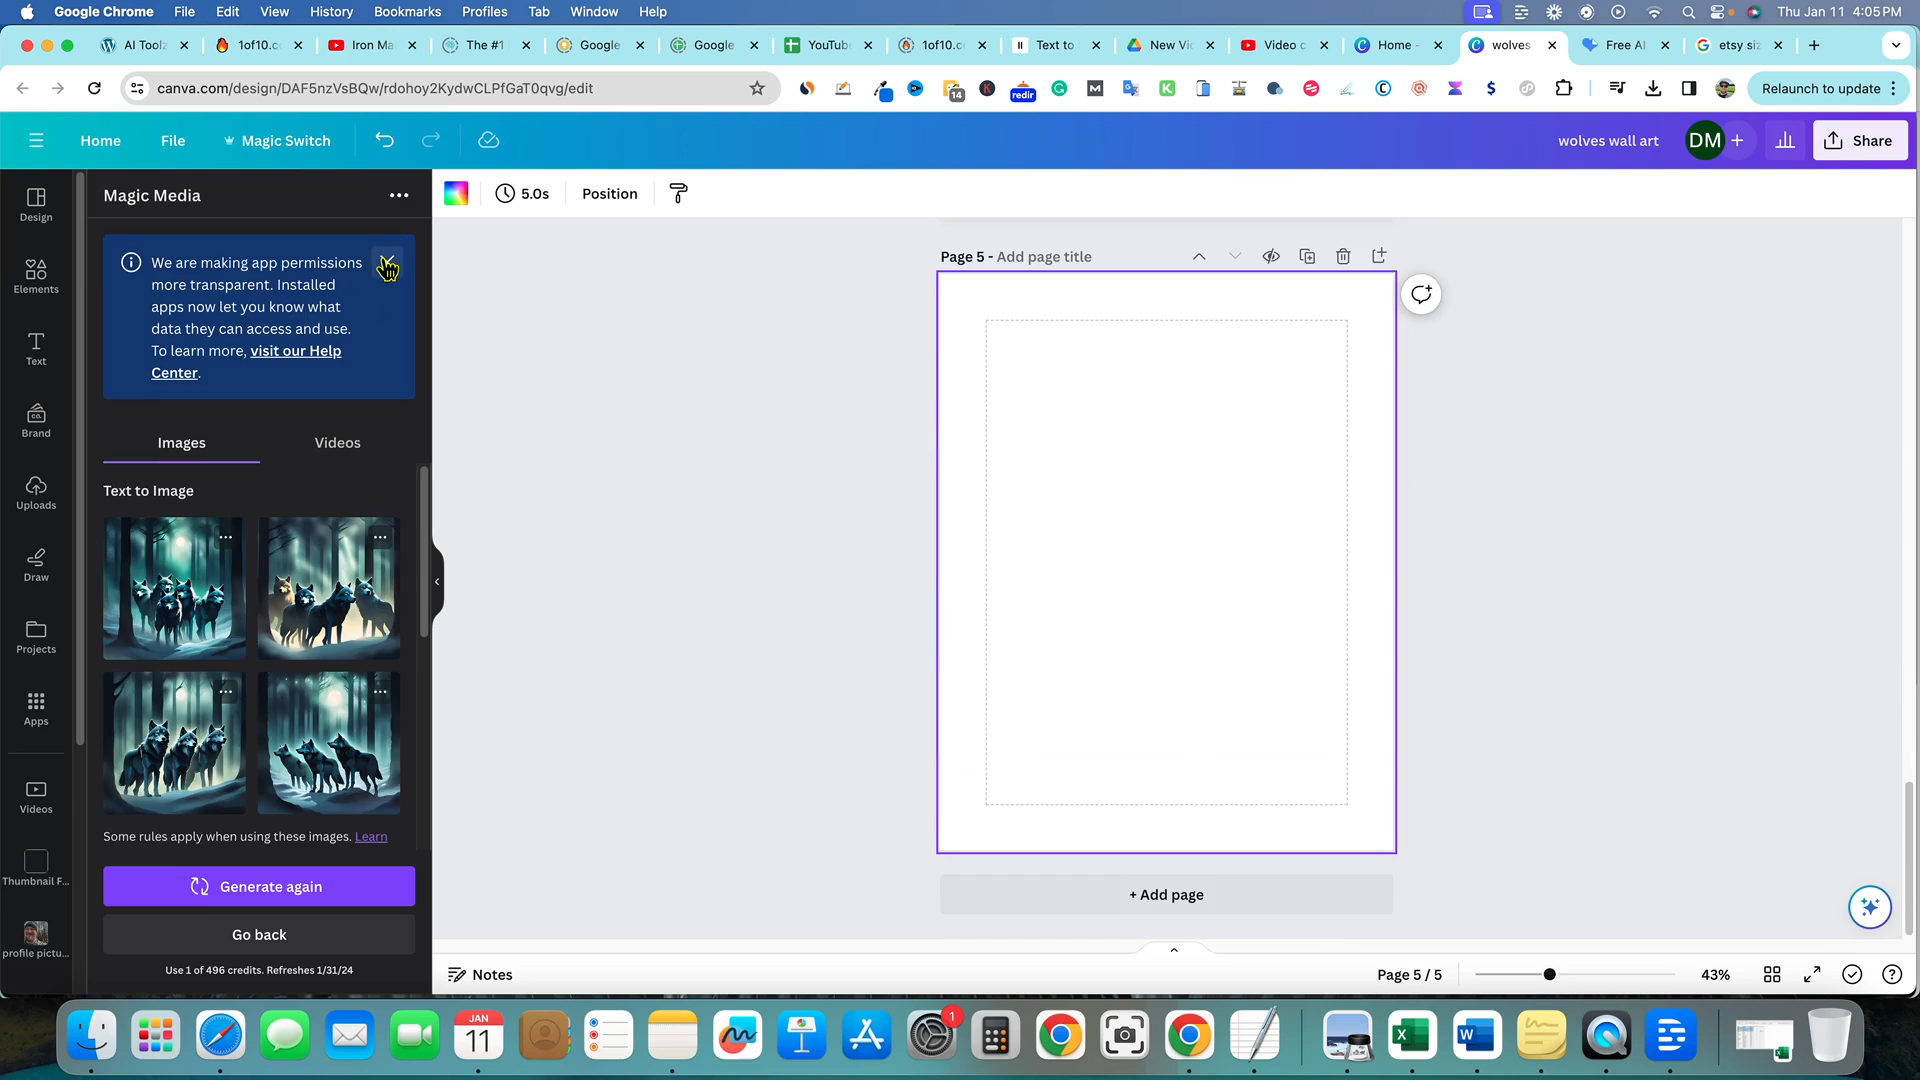 Google Chrome File Edit View History Bookmarks Profiles Tab Window Help Thu Jan 11 4:05 PM
AI Toolz 1of10.c Iron Ma The #1 Google Google YouTub 1of10.c Text to New Vi Video c Home - wolves Free AI etsy siz
canva.com/design/DAF5nzVsBQw/rdohoy2KydwCLPfGaT0qvg/edit 14 redir Relaunch to update
Home File Magic Switch wolves wall art DM Share
Magic Media 5.0s Position
Design
Elements
Text
Brand
Uploads
Draw
Projects
Apps
Videos
Thumbnail F...
profile pictu...
We are making app permissions
more transparent. Installed
apps now let you know what
data they can access and use.
To learn more, visit our Help
Center.
Images Videos
Text to Image
Some rules apply when using these images. Learn
Generate again
Go back
Use 1 of 496 credits. Refreshes 1/31/24
Page 5 - Add page title
+ Add page
Notes Page 5 / 5 43%
JAN
11
1